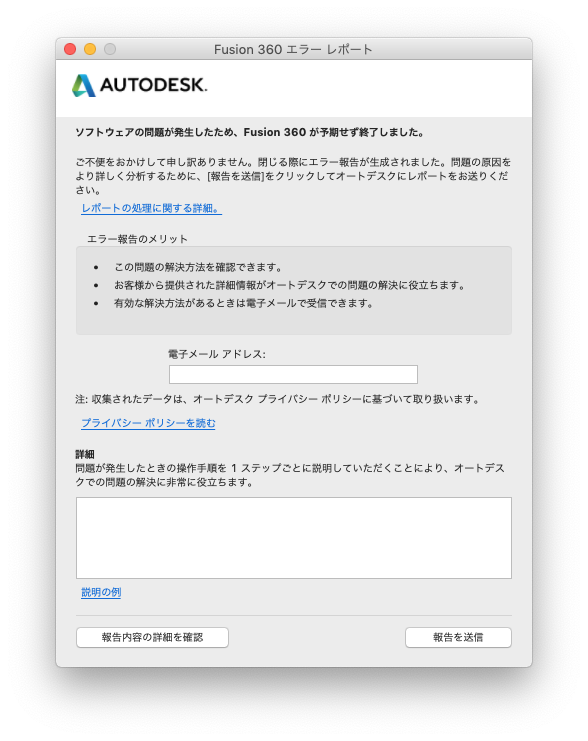 Fusion 360 エラー レポート
AUTODESK.
ソフトウェアの問題が発生したため、Fusion 360 が予期せず終了しました。
ご不便をおかけして申し訳ありません。閉じる際にエラー報告が生成されました。問題の原因を
より詳しく分析するために、[報告を送信]をクリックしてオートデスクにレポートをお送りくだ
さい。
レポートの処理に関する詳細。
エラー報告のメリット
• この問題の解決方法を確認できます。
• お客様から提供された詳細情報がオートデスクでの問題の解決に役立ちます。
• 有効な解決方法があるときは電子メールで受信できます。
電子メール アドレス:
注: 収集されたデータは、オートデスク プライバシー ポリシーに基づいて取り扱います。
プライバシー ポリシーを読む
詳細
問題が発生したときの操作手順を 1 ステップごとに説明していただくことにより、オートデス
クでの問題の解決に非常に役立ちます。
説明の例
報告内容の詳細を確認
報告を送信